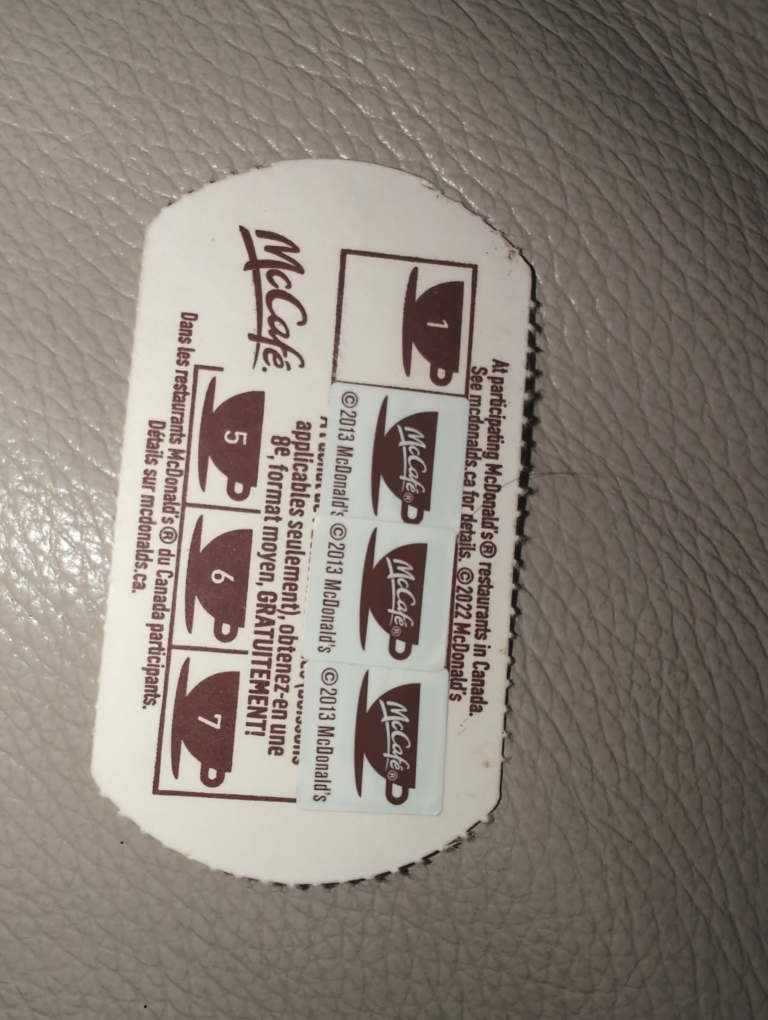 At participating McDonald's® restaurants in Canada.
See mcdonalds.ca for details. ©2022 McDonald's
1
McCafé®
McCafé®
McCafé®
©2013 McDonald's
©2013 McDonald's
©2013 McDonald's
applicables seulement), obtenez-en une
8e, format moyen, GRATUITEMENT!
McCafé®
5
6
7
Dans les restaurants McDonald's® du Canada participants.
Détails sur mcdonalds.ca.